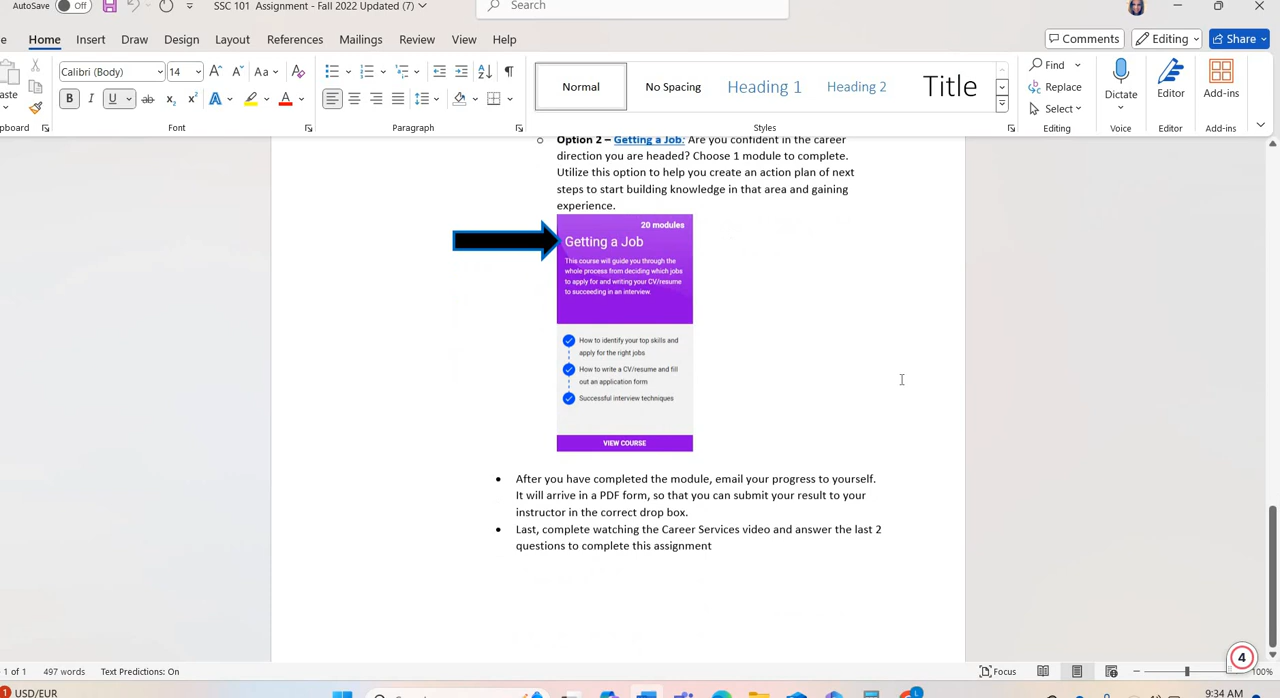 AutoSave Off SSC 101 Assignment - Fall 2022 Updated (7) Search
Home Insert Draw Design Layout References Mailings Review View Help Comments Editing Share
Calibri (Body) 14 Aa Find
Normal No Spacing Heading 1 Heading 2 Title Replace Dictate Editor Add-ins
B I U ab x₂ x² A A Select
Font Paragraph Styles Editing Voice Editor Add-ins
o Option 2 – Getting a Job: Are you confident in the career
direction you are headed? Choose 1 module to complete.
Utilize this option to help you create an action plan of next
steps to start building knowledge in that area and gaining
experience.
20 modules
Getting a Job
This course will guide you through the
whole process from deciding which jobs
to apply for and writing your CV/resume
to succeeding in an interview.
How to identify your top skills and
apply for the right jobs
How to write a CV/resume and fill
out an application form
Successful interview techniques
VIEW COURSE
• After you have completed the module, email your progress to yourself.
It will arrive in a PDF form, so that you can submit your result to your
instructor in the correct drop box.
• Last, complete watching the Career Services video and answer the last 2
questions to complete this assignment
4
1 of 1 497 words Text Predictions: On Focus 100%
USD/EUR 9:34 AM